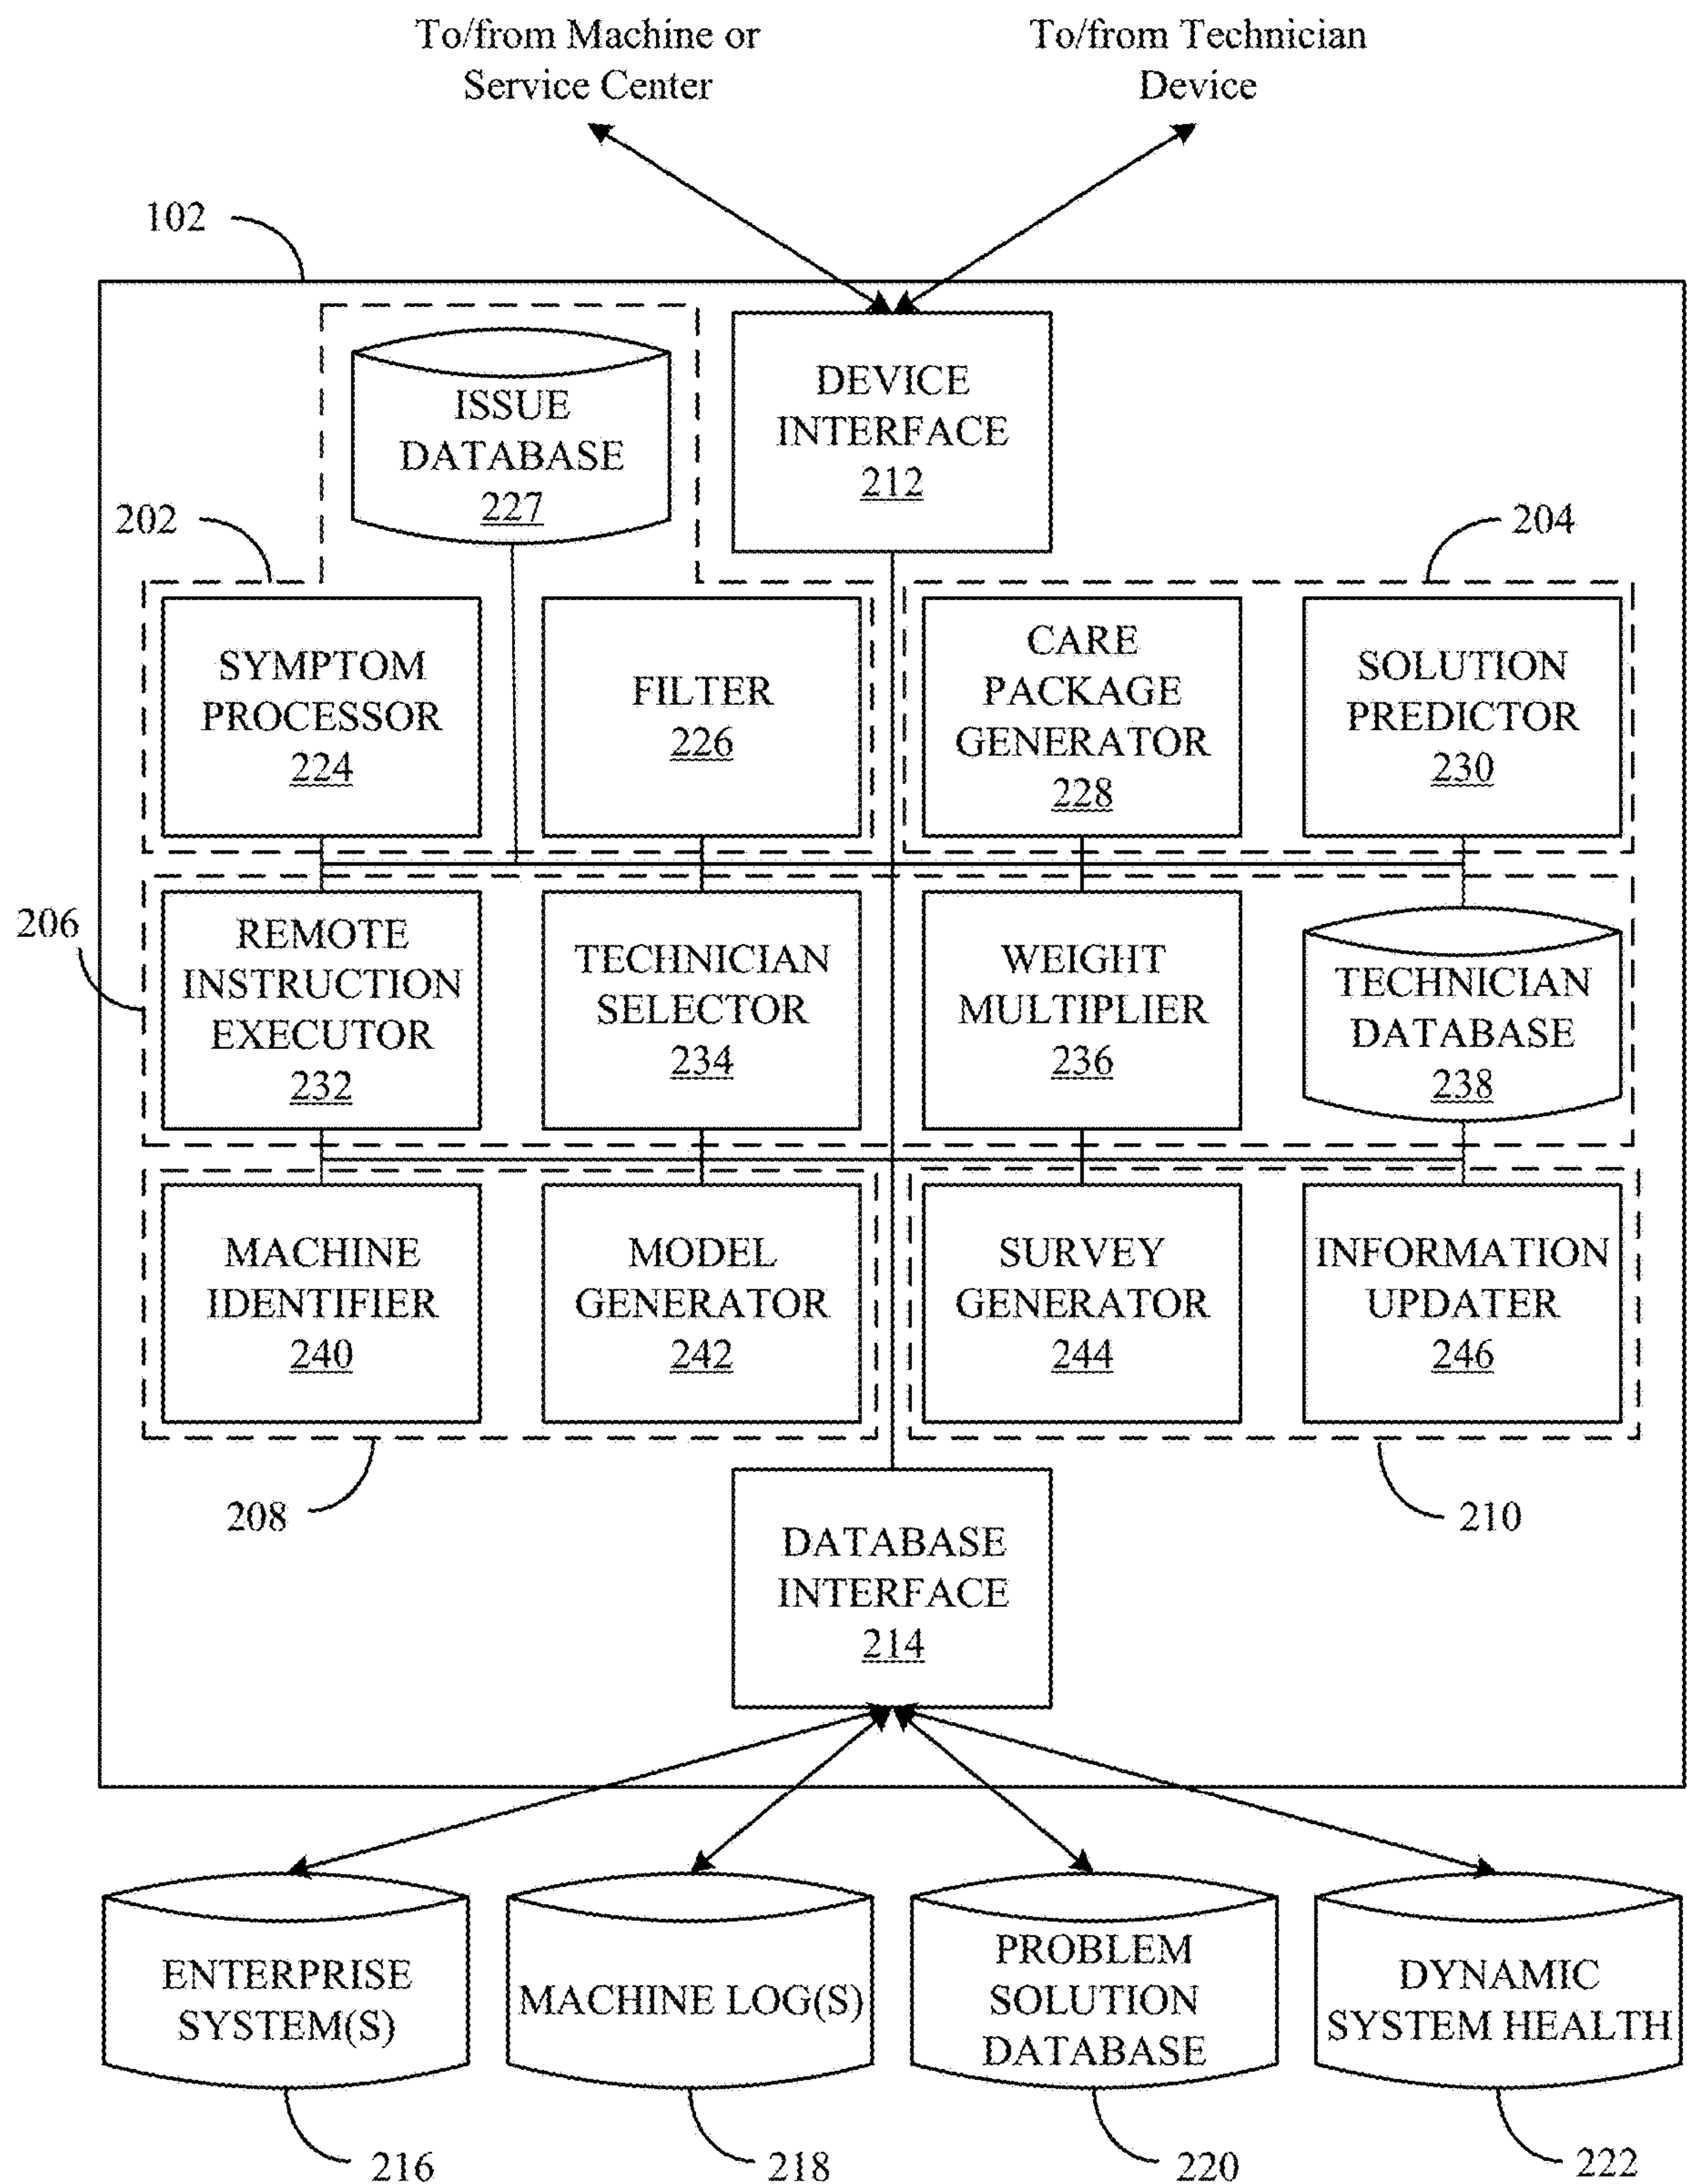 To/from Machine or
Service Center
To/from Technician
Device
102
ISSUE
DATABASE
227
DEVICE
INTERFACE
212
202
204
SYMPTOM
PROCESSOR
224
FILTER
226
CARE
PACKAGE
GENERATOR
228
SOLUTION
PREDICTOR
230
206
REMOTE
INSTRUCTION
EXECUTOR
232
TECHNICIAN
SELECTOR
234
WEIGHT
MULTIPLIER
236
TECHNICIAN
DATABASE
238
MACHINE
IDENTIFIER
240
MODEL
GENERATOR
242
SURVEY
GENERATOR
244
INFORMATION
UPDATER
246
208
210
DATABASE
INTERFACE
214
ENTERPRISE
SYSTEM(S)
MACHINE LOG(S)
PROBLEM
SOLUTION
DATABASE
DYNAMIC
SYSTEM HEALTH
216
218
220
222